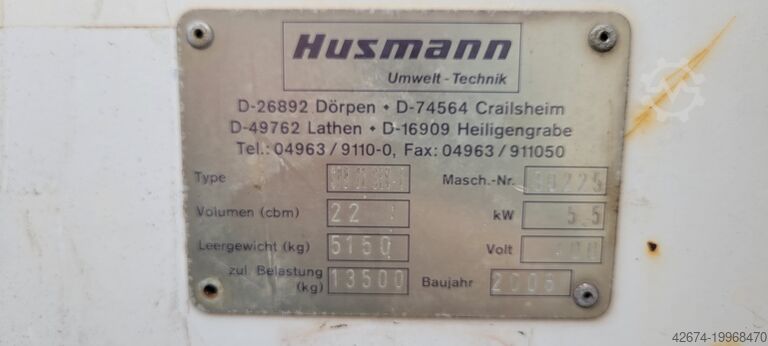 Husmann
Umwelt - Technik
D-26892 Dörpen • D-74564 Crailsheim
D-49762 Lathen • D-16909 Heiligengrabe
Tel.: 04963 / 9110-0, Fax: 04963 / 911050
Type Masch.-Nr.
Volumen (cbm) 22 kW 5.5
Leergewicht (kg) 5150 Volt 400
zul. Belastung (kg) 13500 Baujahr 2006
42674-19968470